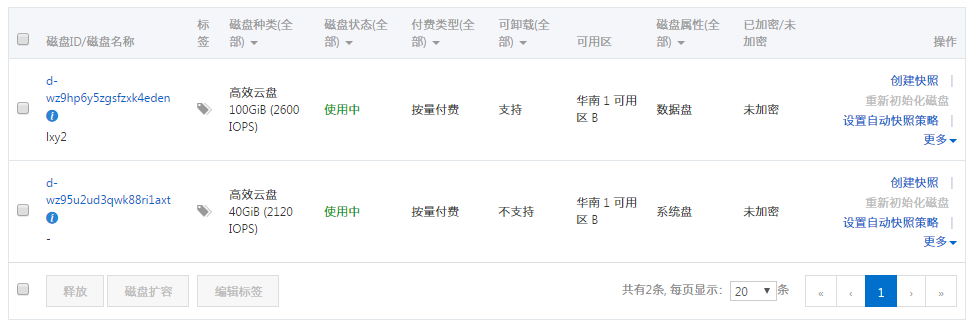 磁盘ID/磁盘名称
标签
磁盘种类(全部)
磁盘状态(全部)
付费类型(全部)
可卸载(全部)
可用区
磁盘属性(全部)
已加密/未加密
操作
d-
wz9hp6y5zgsfzxk4eden
lxy2
高效云盘
100GiB (2600
IOPS)
使用中
按量付费
支持
华南 1 可用
区 B
数据盘
未加密
创建快照 |
重新初始化磁盘
设置自动快照策略 |
更多
d-
wz95u2ud3qwk88ri1axt
-
高效云盘
40GiB (2120
IOPS)
使用中
按量付费
不支持
华南 1 可用
区 B
系统盘
未加密
创建快照 |
重新初始化磁盘
设置自动快照策略 |
更多
释放 磁盘扩容 编辑标签 共有2条, 每页显示: 20 条 « ‹ 1 › »